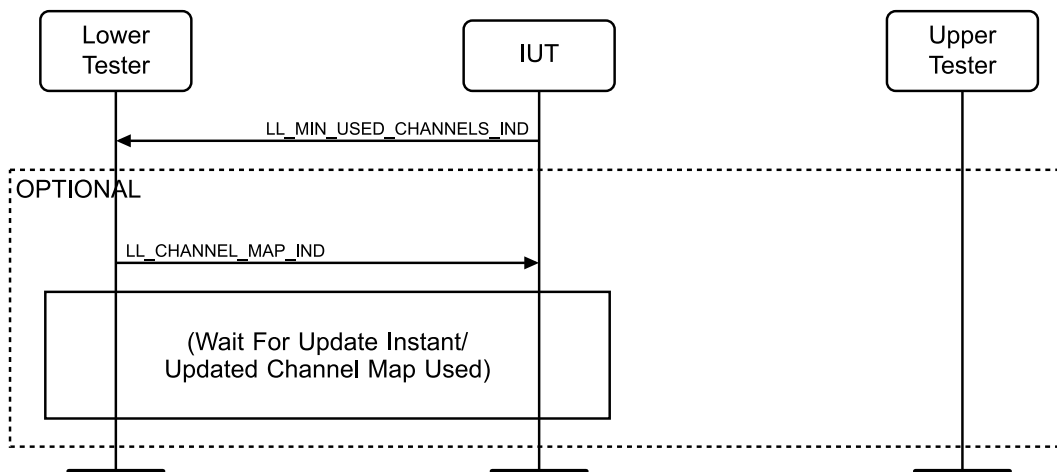 Lower
Tester
IUT
Upper
Tester
LL_MIN_USED_CHANNELS_IND
OPTIONAL
LL_CHANNEL_MAP_IND
(Wait For Update Instant/
Updated Channel Map Used)